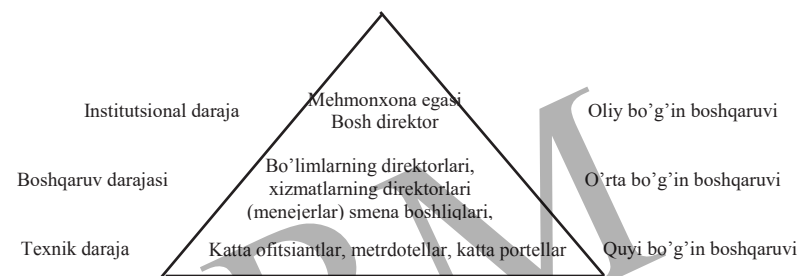 Institutsional daraja
Mehmonxona egasi
Bosh direktor
Oliy bo’g’in boshqaruvi
Boshqaruv darajasi
Bo’limlarning direktorlari,
xizmatlarning direktorlari
(menejerlar) smena boshliqlari,
O’rta bo’g’in boshqaruvi
Texnik daraja
Katta ofitsiantlar, metrdotellar, katta portellar
Quyi bo’g’in boshqaruvi